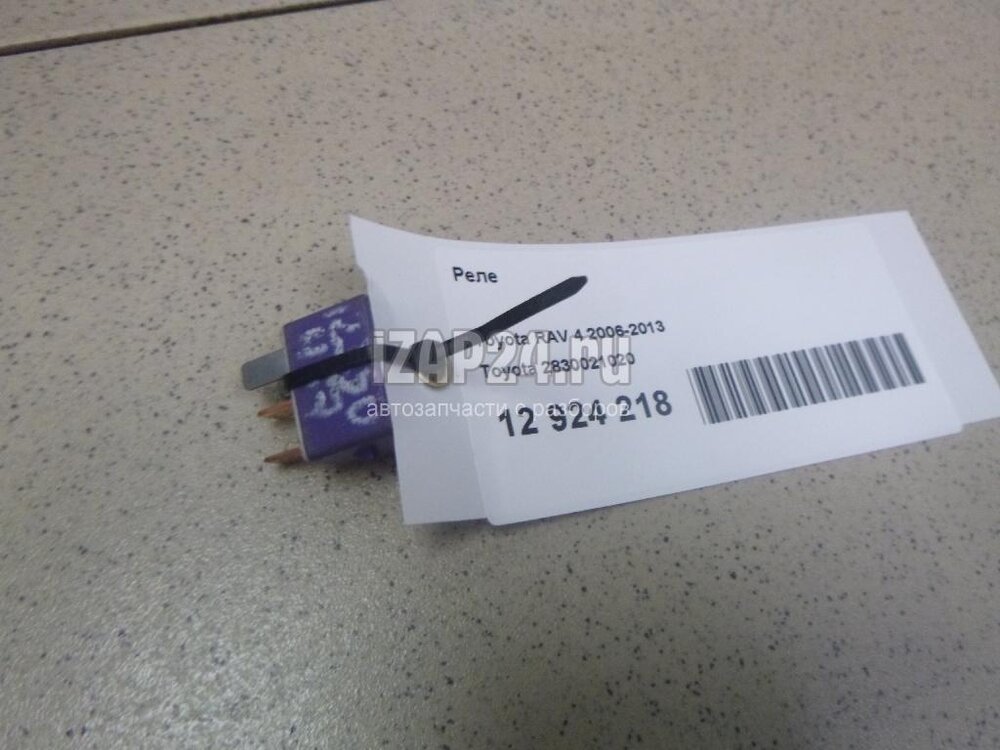 Реле
Toyota RAV 4 2006-2013
Toyota 2830021020
12 924 218
iZAP24.ru
автозапчасти с разборов